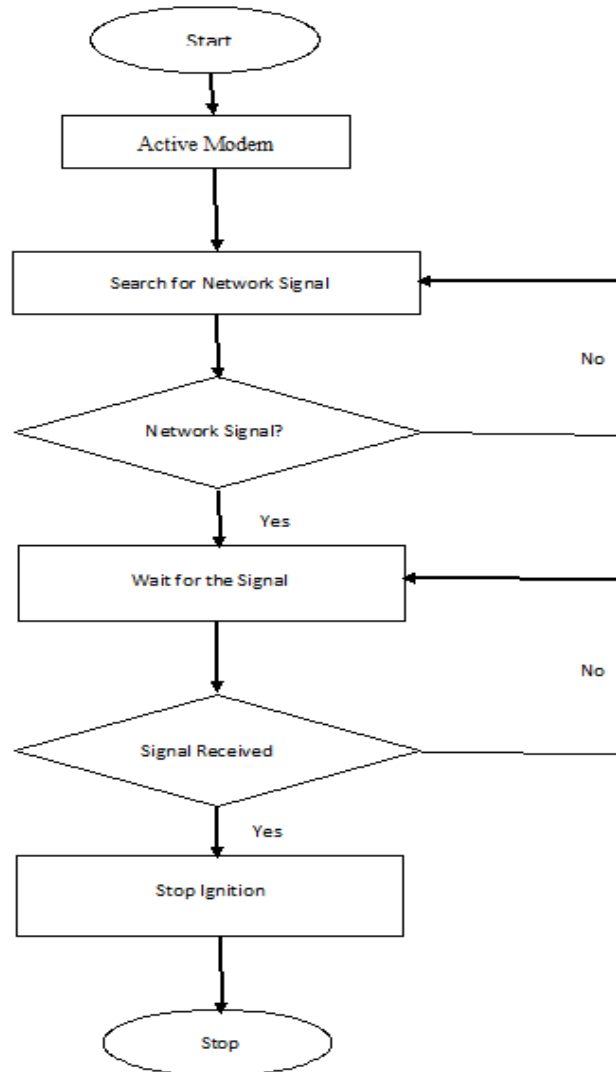 Start
Active Modem
Search for Network Signal
No
Network Signal?
Yes
Wait for the Signal
No
Signal Received
Yes
Stop Ignition
Stop